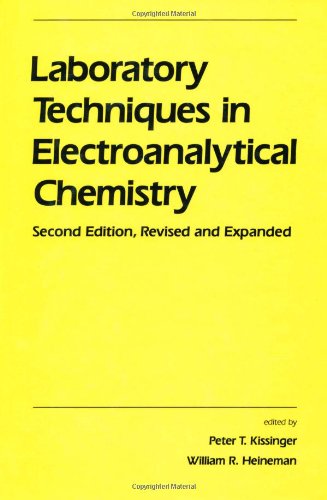 Laboratory
Techniques in
Electroanalytical
Chemistry
Second Edition, Revised and Expanded
edited by
Peter T. Kissinger
William R. Heineman